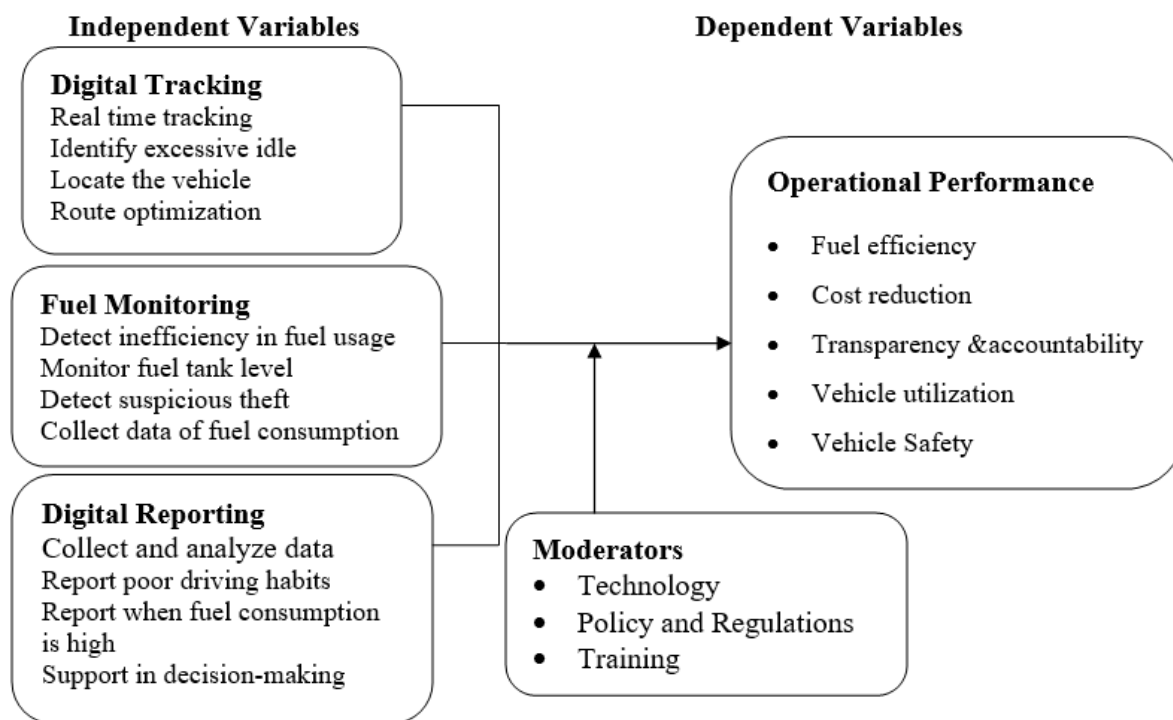 Independent Variables
Dependent Variables
Digital Tracking
Real time tracking
Identify excessive idle
Locate the vehicle
Route optimization
Fuel Monitoring
Detect inefficiency in fuel usage
Monitor fuel tank level
Detect suspicious theft
Collect data of fuel consumption
Digital Reporting
Collect and analyze data
Report poor driving habits
Report when fuel consumption
is high
Support in decision-making
Operational Performance
• Fuel efficiency
• Cost reduction
• Transparency &accountability
• Vehicle utilization
• Vehicle Safety
Moderators
• Technology
• Policy and Regulations
• Training